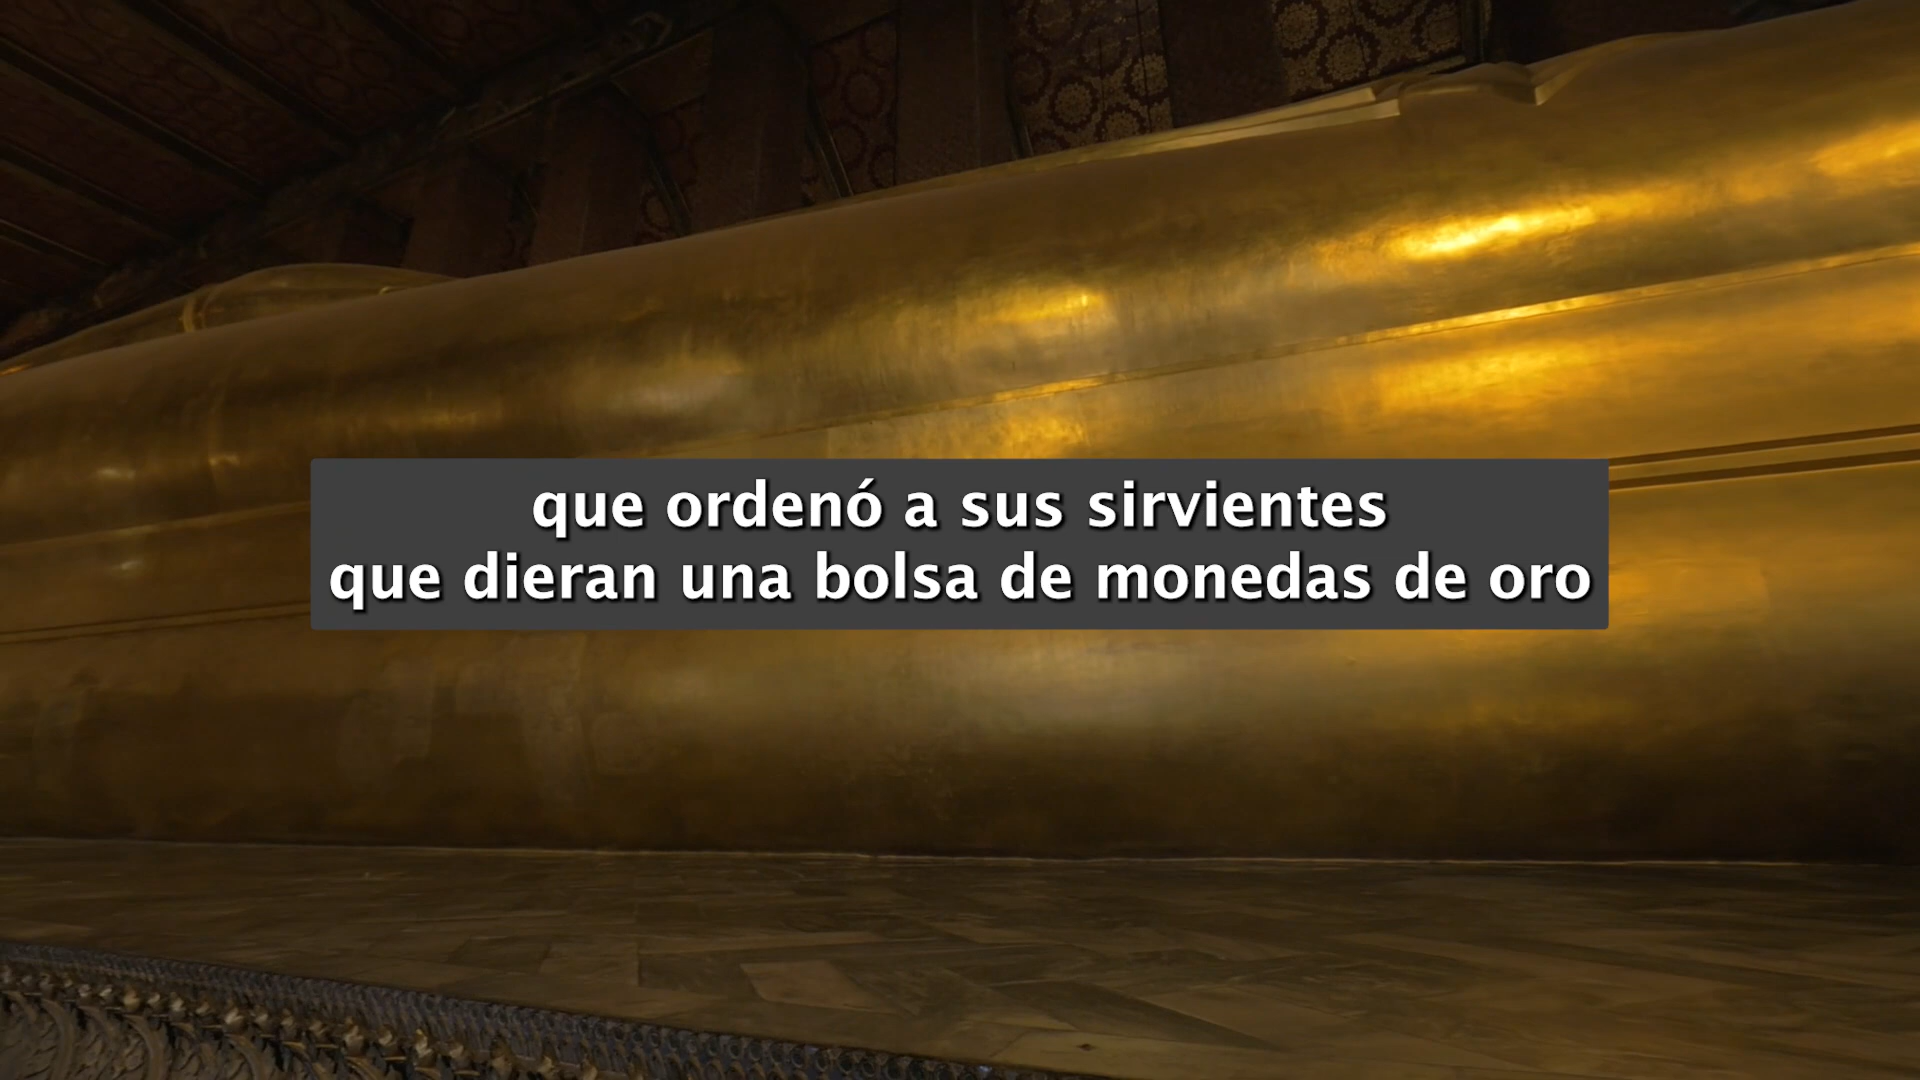 que ordenó a sus sirvientes
que dieran una bolsa de monedas de oro